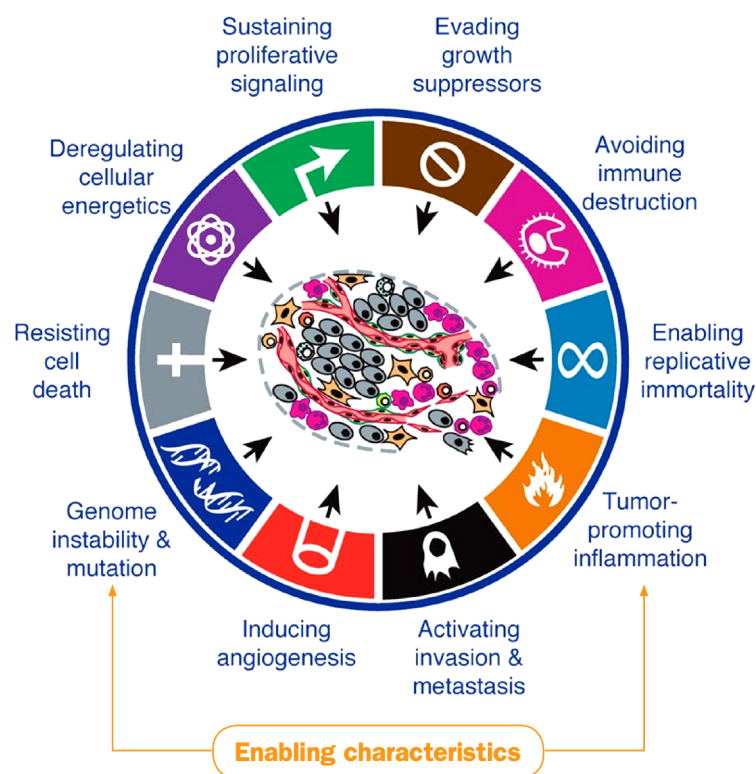 Sustaining
proliferative
signaling
Evading
growth
suppressors
Deregulating
cellular
energetics
Avoiding
immune
destruction
Resisting
cell
death
Enabling
replicative
immortality
Genome
instability &
mutation
Tumor-
promoting
inflammation
Inducing
angiogenesis
Activating
invasion &
metastasis
Enabling characteristics